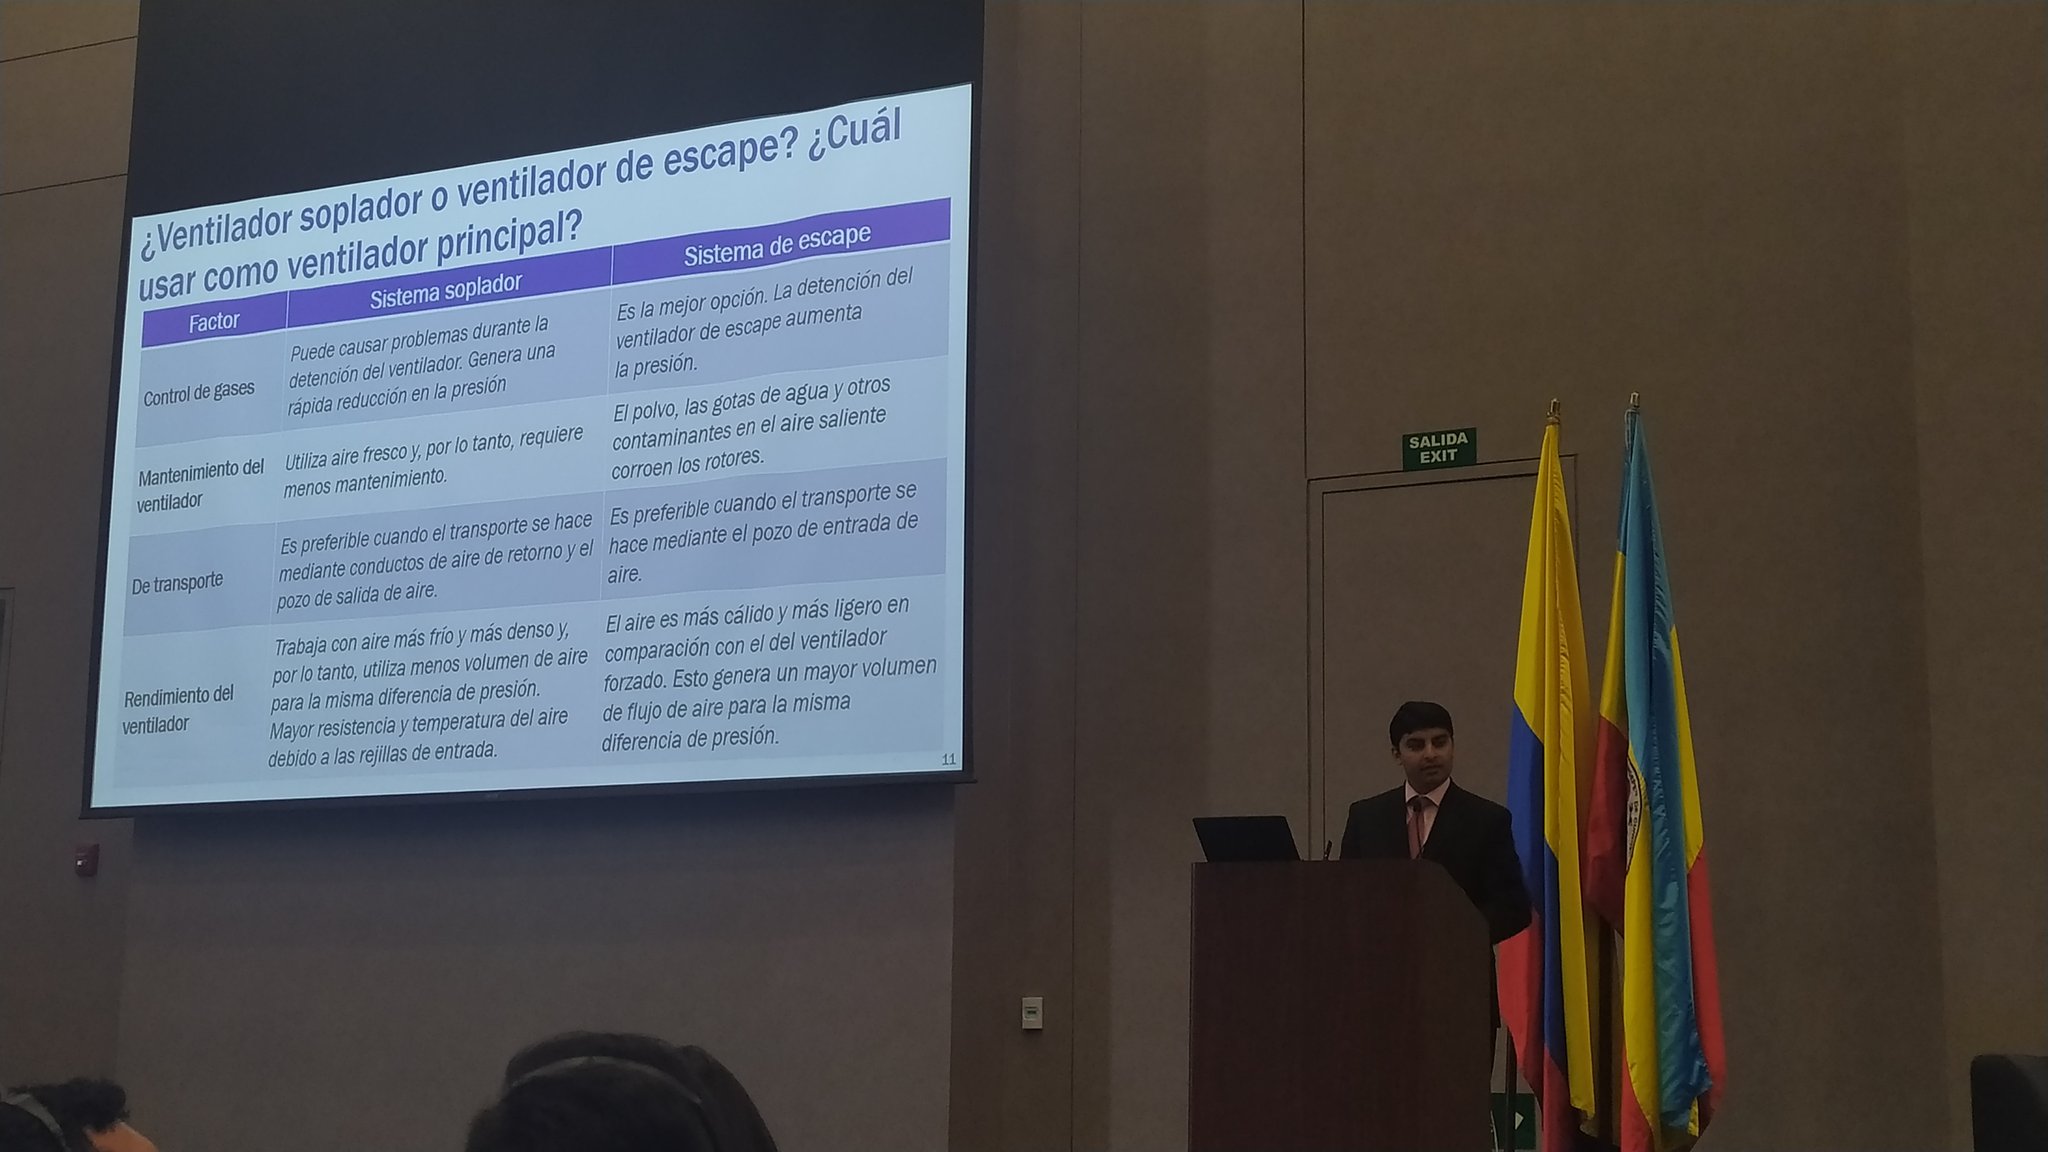 ¿Ventilador soplador o ventilador de escape? ¿Cuál
usar como ventilador principal?
Factor
Sistema soplador
Sistema de escape
Control de gases
Puede causar problemas durante la
detención del ventilador. Genera una
rápida reducción en la presión
Es la mejor opción. La detención del
ventilador de escape aumenta
la presión.
Mantenimiento del
ventilador
Utiliza aire fresco y, por lo tanto, requiere
menos mantenimiento.
El polvo, las gotas de agua y otros
contaminantes en el aire saliente
corroen los rotores.
De transporte
Es preferible cuando el transporte se hace
mediante conductos de aire de retorno y el
pozo de salida de aire.
Es preferible cuando el transporte se
hace mediante el pozo de entrada de
aire.
Rendimiento del
ventilador
Trabaja con aire más frío y más denso y,
por lo tanto, utiliza menos volumen de aire
para la misma diferencia de presión.
Mayor resistencia y temperatura del aire
debido a las rejillas de entrada.
El aire es más cálido y más ligero en
comparación con el del ventilador
forzado. Esto genera un mayor volumen
de flujo de aire para la misma
diferencia de presión.
11
SALIDA
EXIT